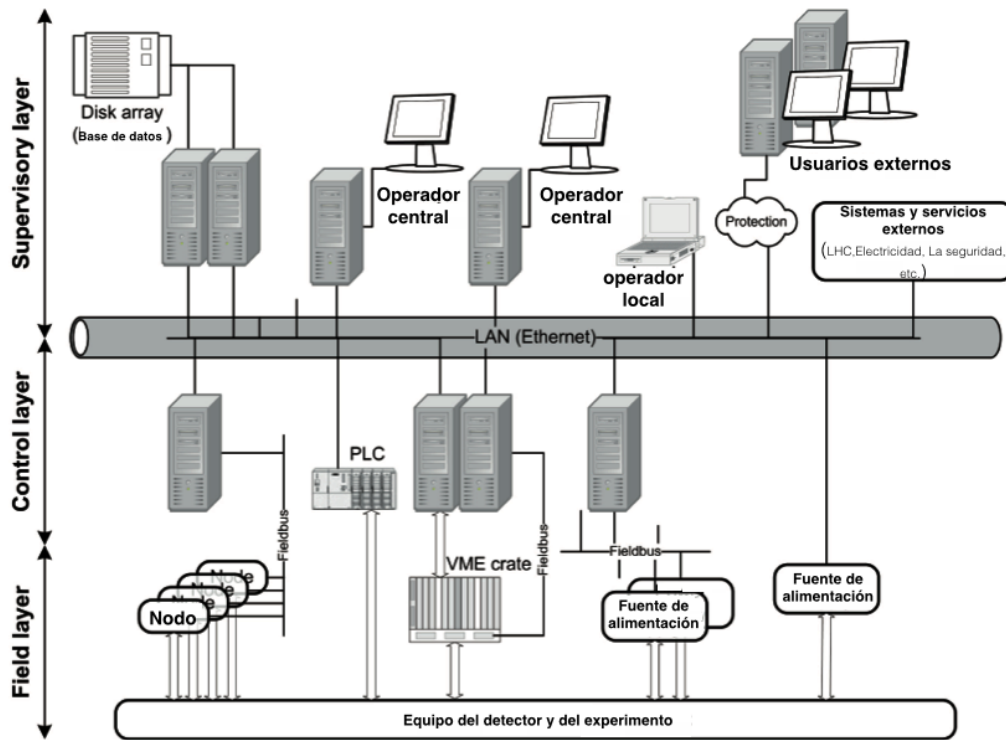 Supervisory layer
Disk array
(Base de datos)
Operador
central
Operador
central
operador
local
Usuarios externos
Protection
Sistemas y servicios
externos
(LHC,Electricidad, La seguridad,
etc.)
LAN (Ethernet)
Control layer
PLC
Fieldbus
Fieldbus
Fieldbus
VME crate
Field layer
Node
Node
Node
Nodo
Fuente de
alimentación
Fuente de
alimentación
Equipo del detector y del experimento